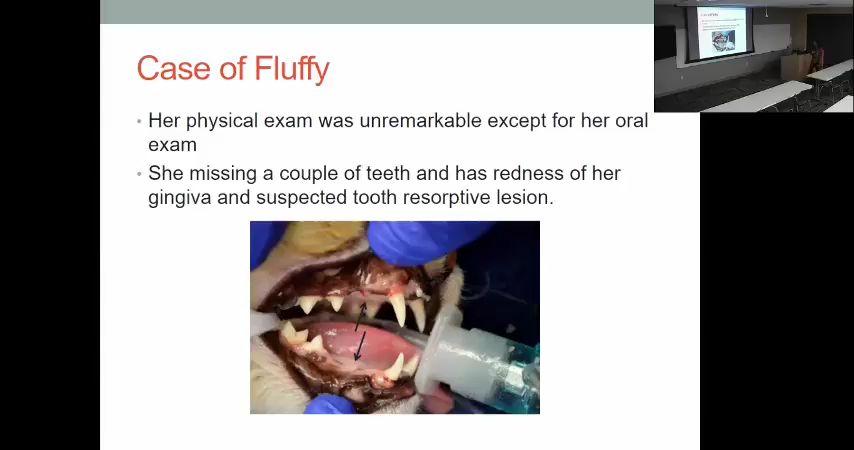 Case of Fluffy
Her physical exam was unremarkable except for her oral
exam
She missing a couple of teeth and has redness of her
gingiva and suspected tooth resorptive lesion.